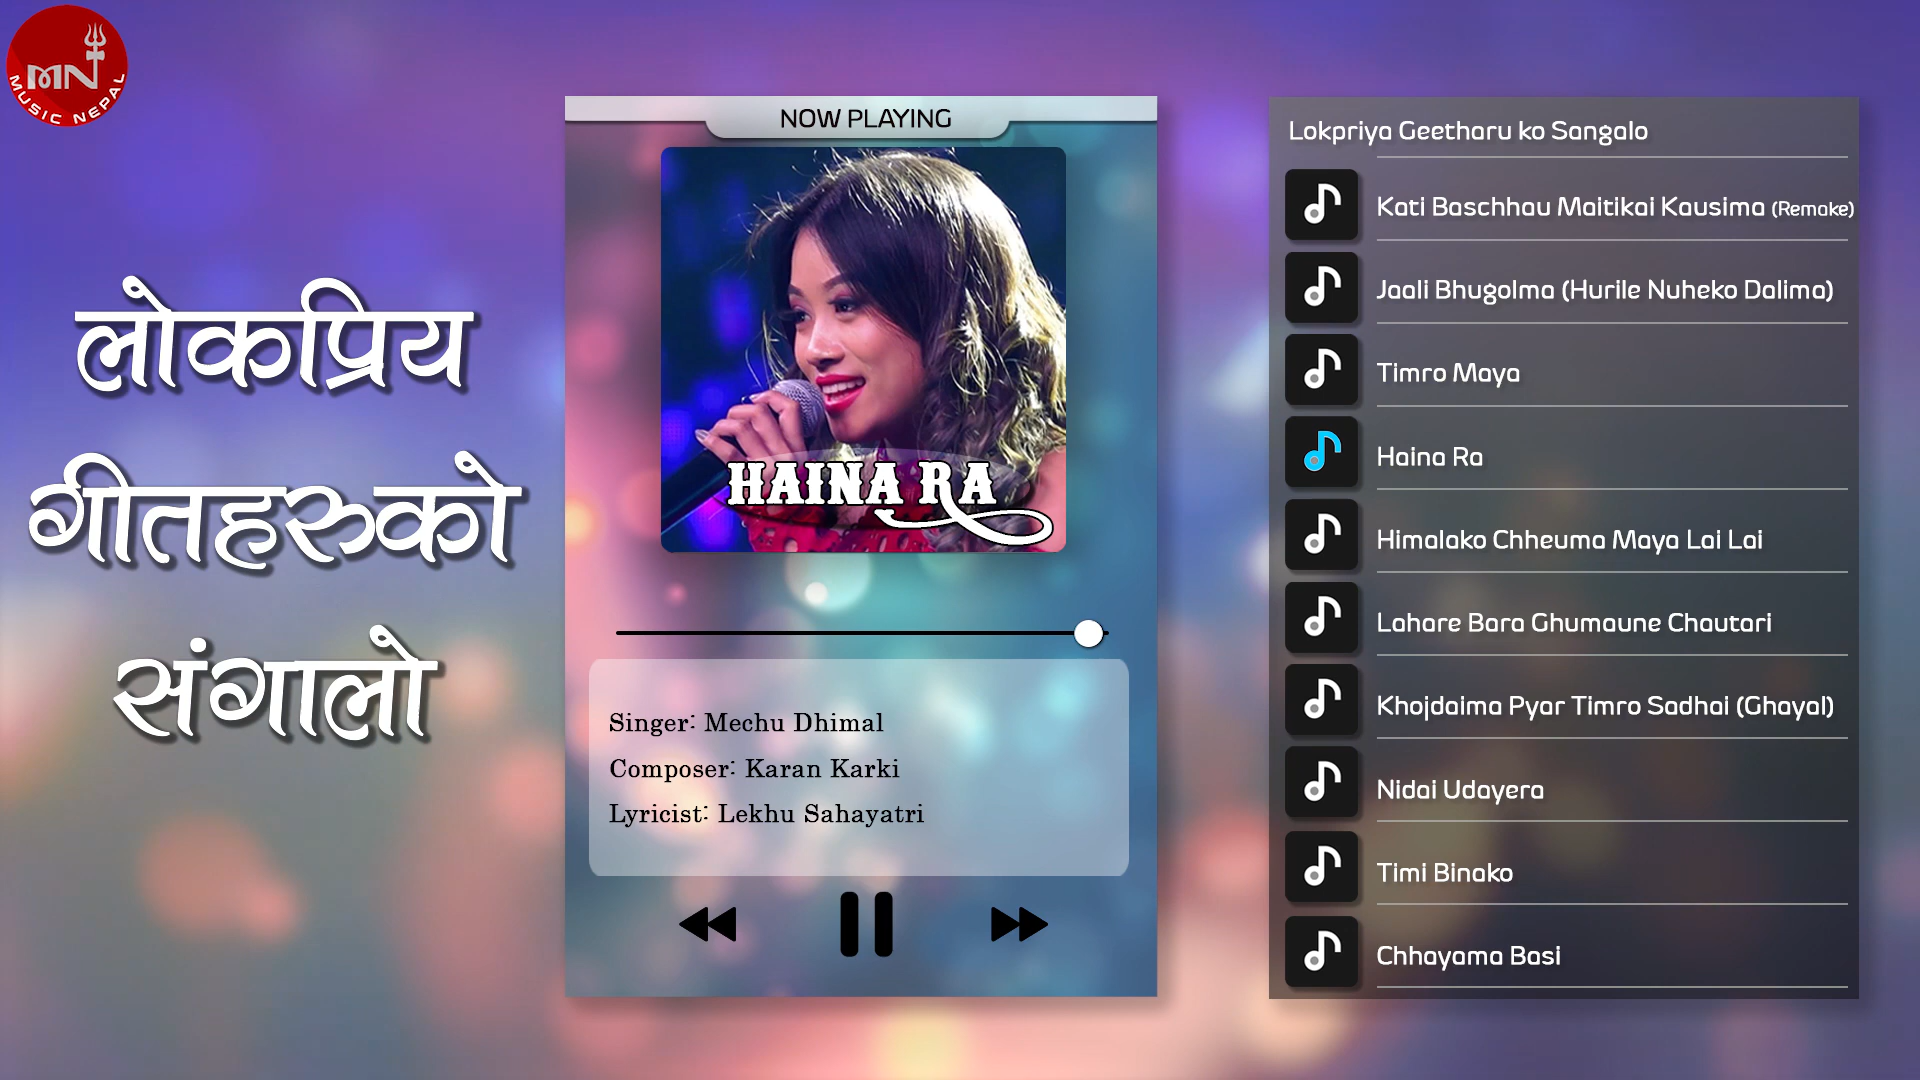 MN
MUSIC NEPAL
लोकप्रिय
गीतहरुको
संगालो
NOW PLAYING
HAINA RA
Singer: Mechu Dhimal
Composer: Karan Karki
Lyricist: Lekhu Sahayatri
Lokpriya Geetharu ko Sangalo
Kati Baschhau Maitikai Kausima (Remake)
Jaali Bhugolma (Hurile Nuheko Dalima)
Timro Maya
Haina Ra
Himalako Chheuma Maya Lai Lai
Lahare Bara Ghumaune Chautari
Khojdaima Pyar Timro Sadhai (Ghayal)
Nidai Udayera
Timi Binako
Chhayama Basi